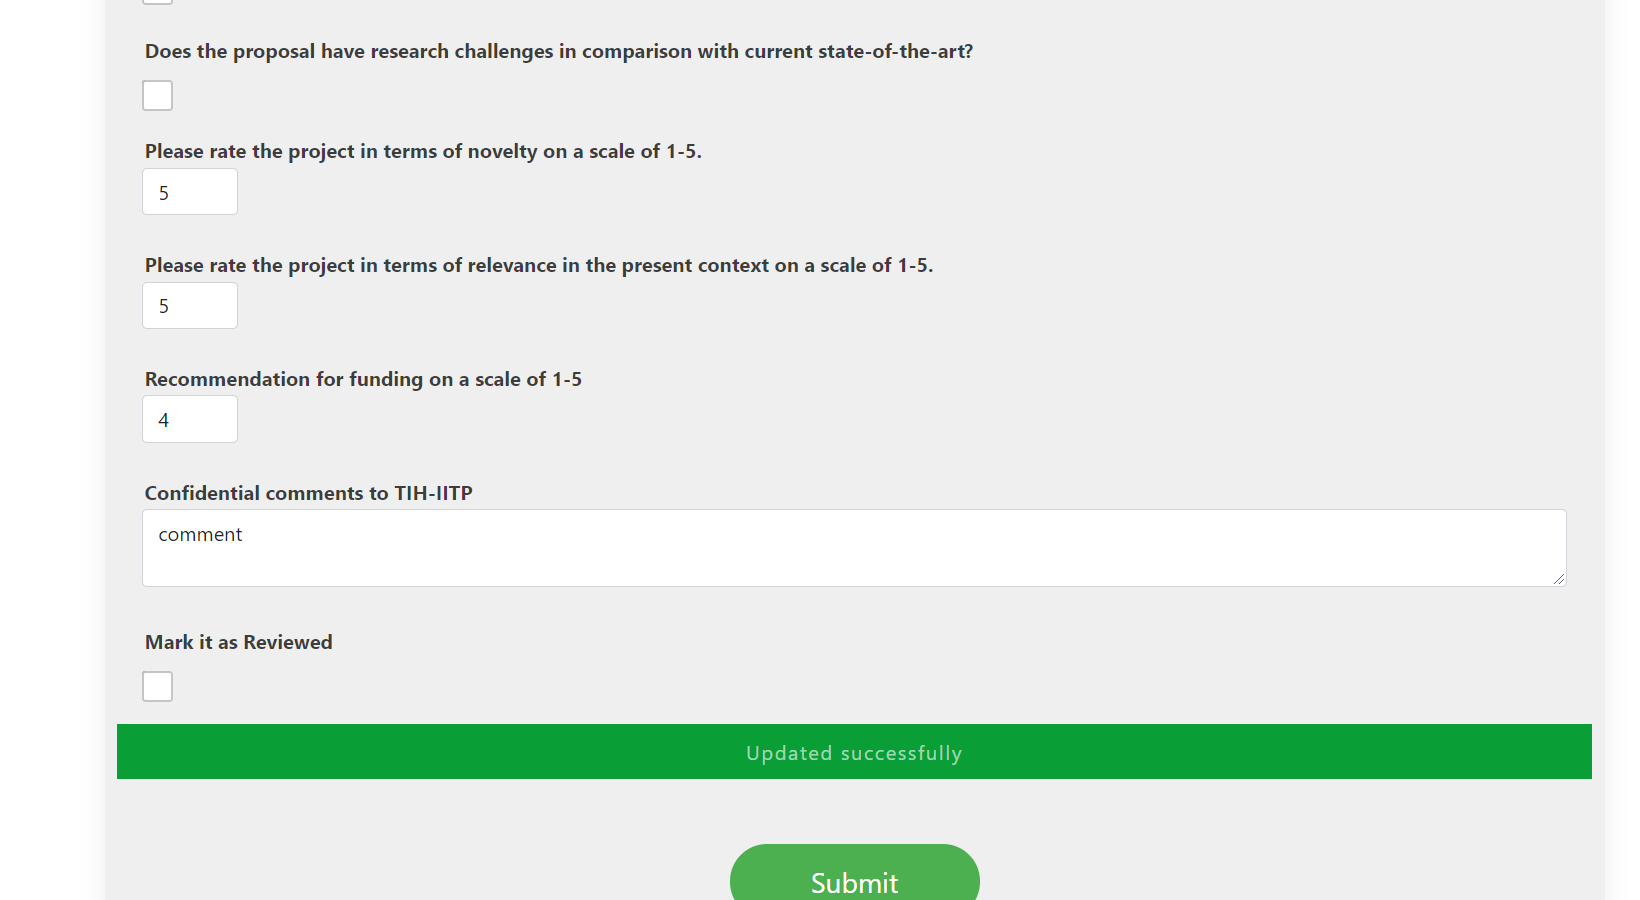 Does the proposal have research challenges in comparison with current state-of-the-art?
Please rate the project in terms of novelty on a scale of 1-5.
5
Please rate the project in terms of relevance in the present context on a scale of 1-5.
5
Recommendation for funding on a scale of 1-5
4
Confidential comments to TIH-IITP
comment
Mark it as Reviewed
Updated successfully
Submit